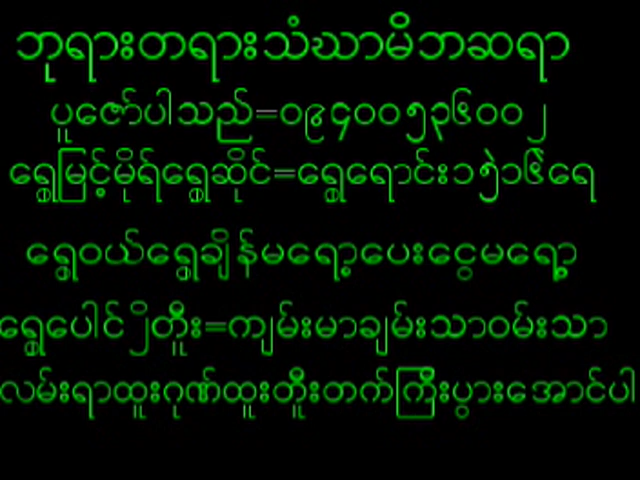 ဘုရားတရားသံဃာမိဘဆရာ
ပူဇော်ပါသည်=၀၉၄၀၀၅၃၆၀၀၂
ရွှေမြင့်မိုရ်ရွှေဆိုင်=ရွှေရောင်း၁၅ဲ၁၆ဲရေ
ရွှေဝယ်ရွှေချိန်မရော့ပေးငွေမရော့
ရွှေပေါင်၂ိတိူး=ကျမ်းမာချမ်းသာဝမ်းသာ
လမ်းရာထူးဂုဏ်ထူးတိူးတက်ကြီးပွားအောင်ပါ